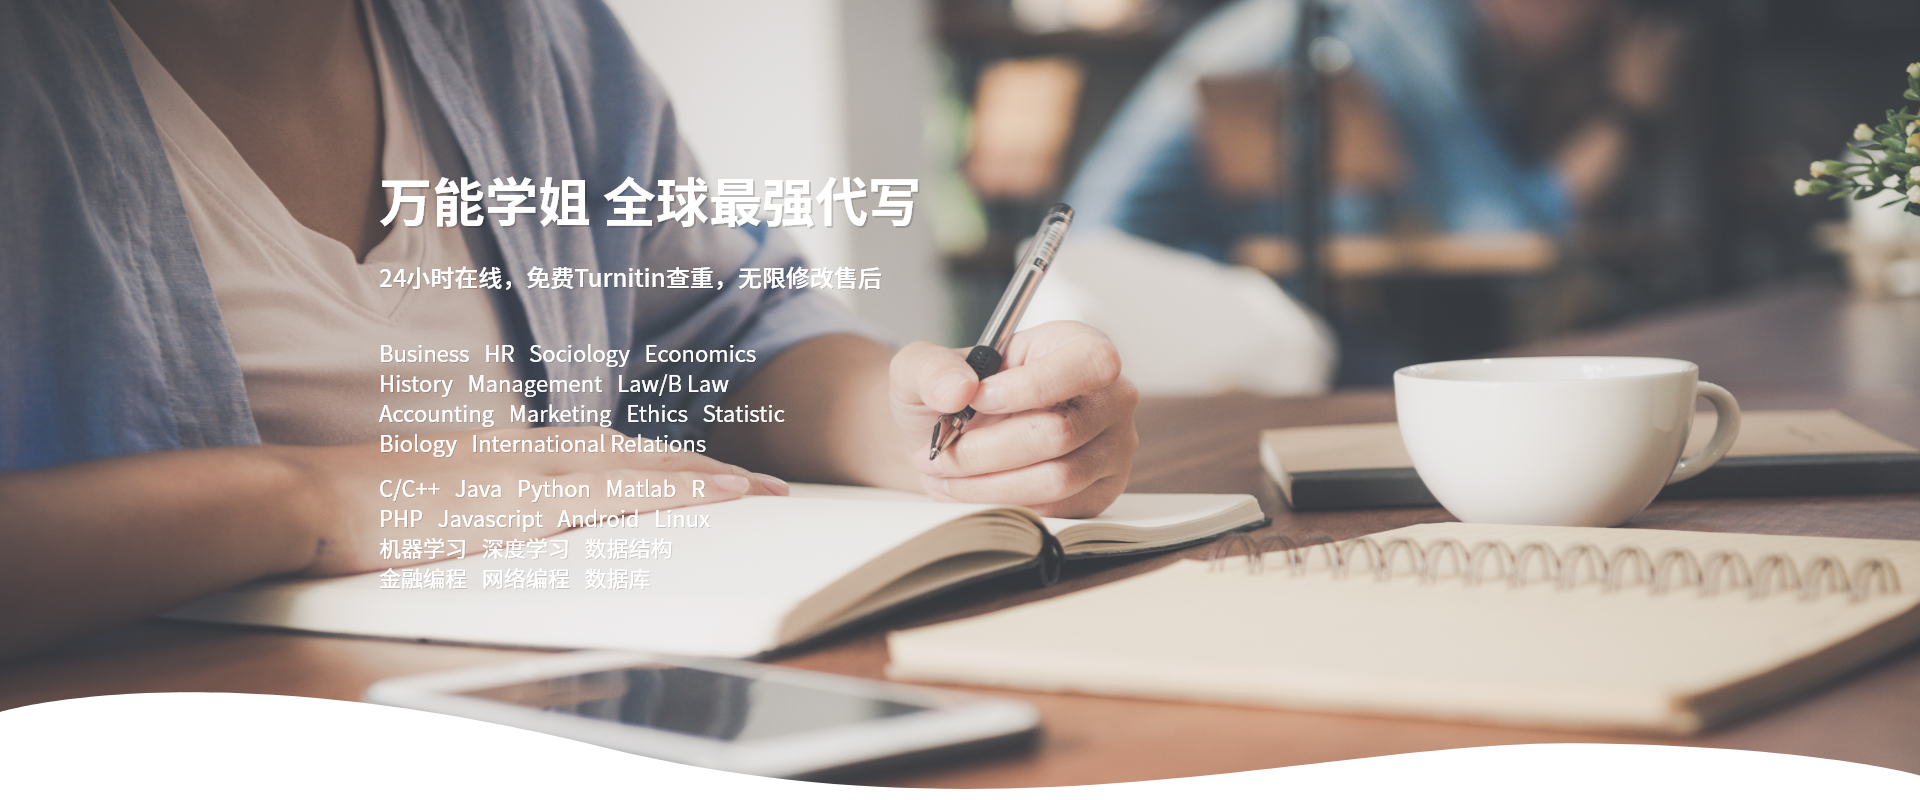 万能学姐 全球最强代写
24小时在线，免费Turnitin查重，无限修改售后
Business HR Sociology Economics
History Management Law/B Law
Accounting Marketing Ethics Statistic
Biology International Relations
C/C++ Java Python Matlab R
PHP Javascript Android Linux
机器学习 深度学习 数据结构
金融编程 网络编程 数据库